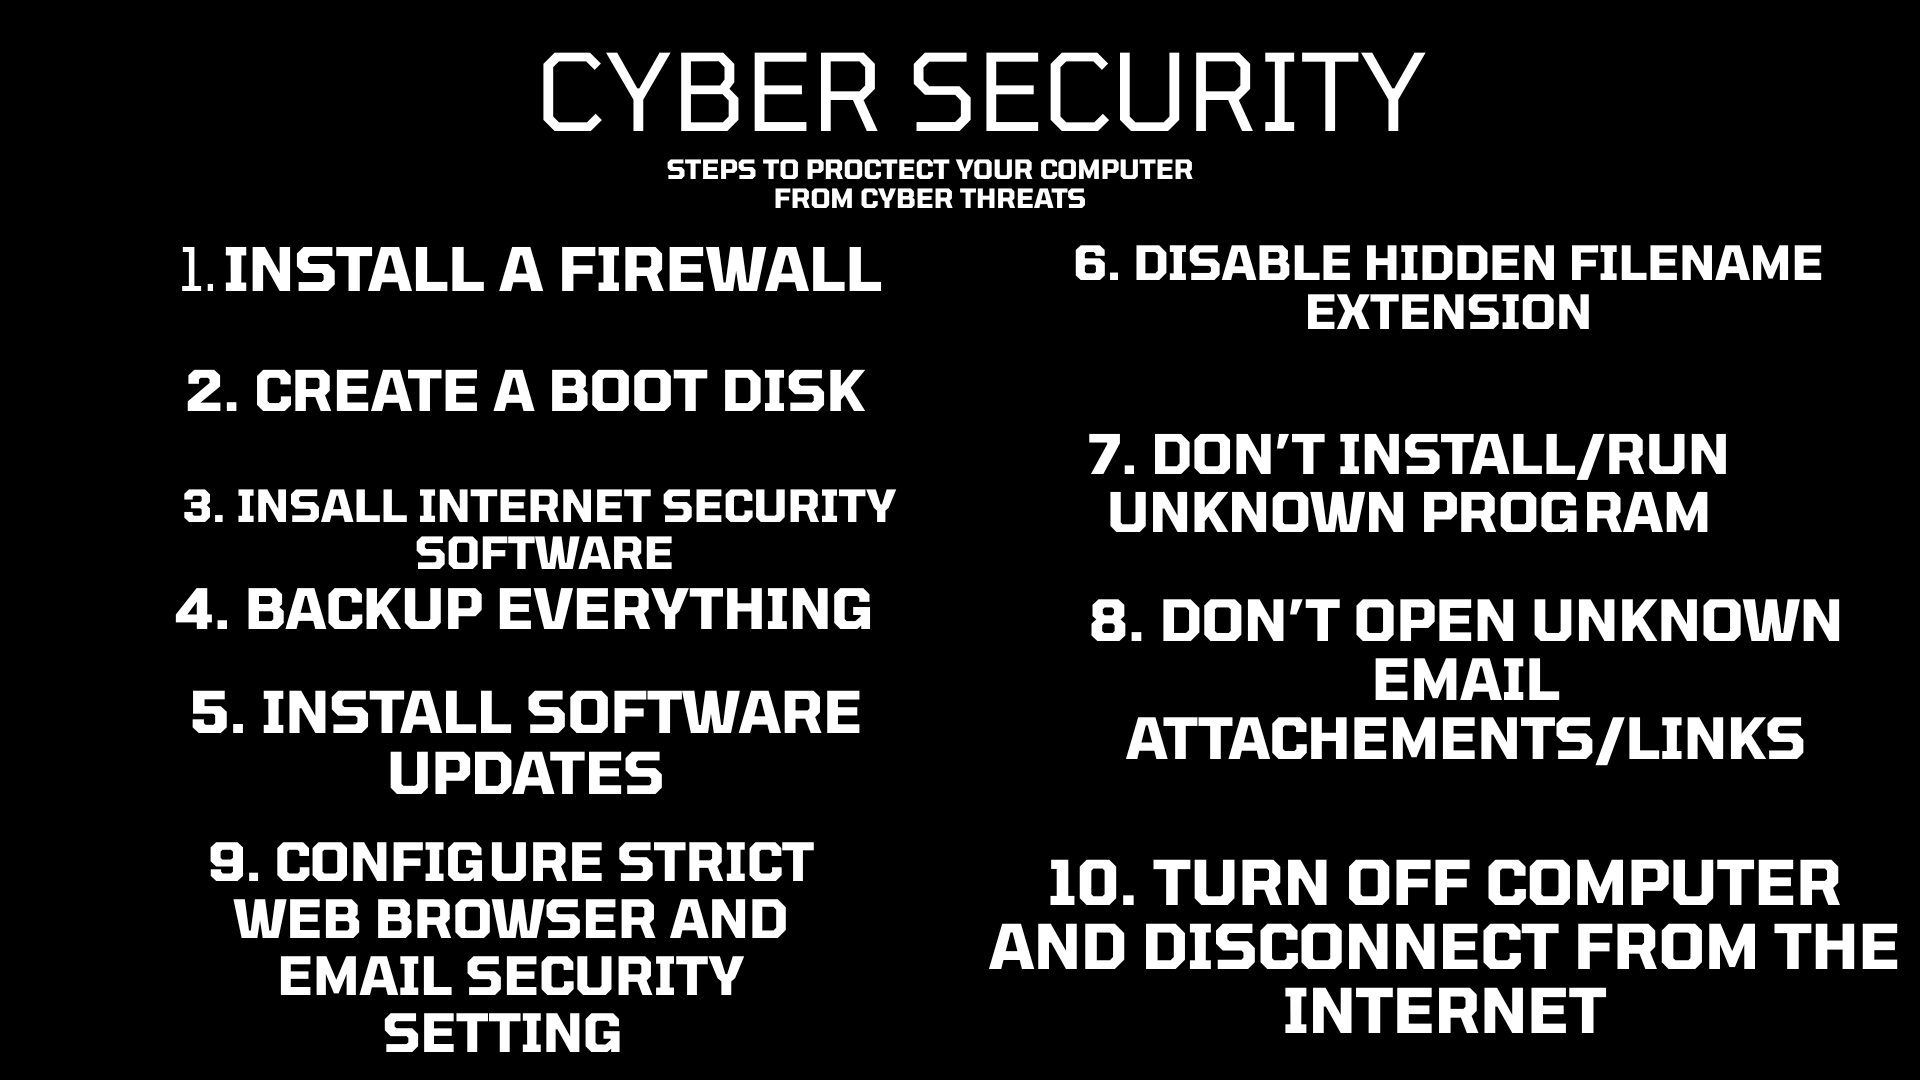 CYBER SECURITY
STEPS TO PROCTECT YOUR COMPUTER
FROM CYBER THREATS
1. INSTALL A FIREWALL
2. CREATE A BOOT DISK
3. INSALL INTERNET SECURITY
SOFTWARE
4. BACKUP EVERYTHING
5. INSTALL SOFTWARE
UPDATES
6. DISABLE HIDDEN FILENAME
EXTENSION
7. DON'T INSTALL/RUN
UNKNOWN PROGRAM
8. DON'T OPEN UNKNOWN
EMAIL
ATTACHEMENTS/LINKS
9. CONFIGURE STRICT
WEB BROWSER AND
EMAIL SECURITY
SETTING
10. TURN OFF COMPUTER
AND DISCONNECT FROM THE
INTERNET